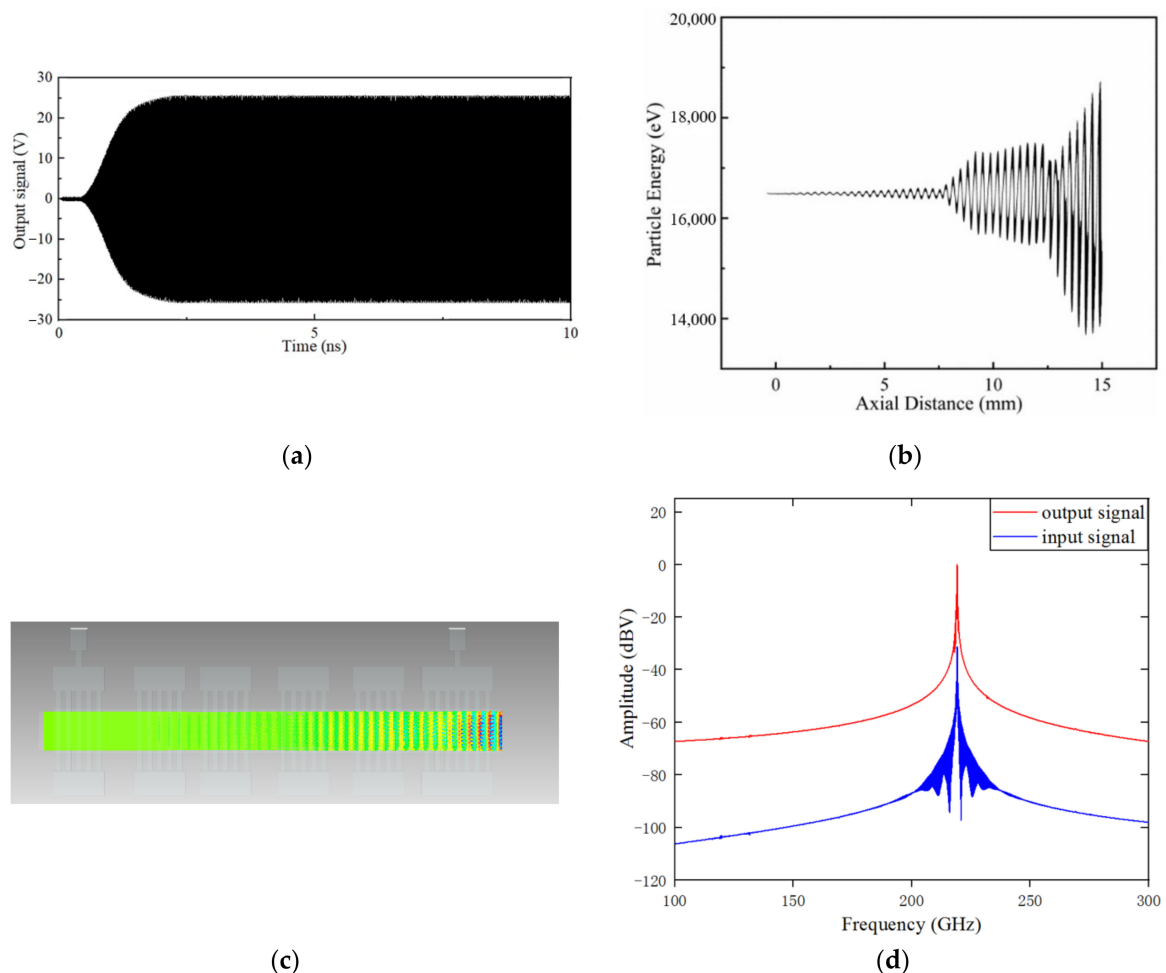 30
20
10
0
−10
−20
−30
Output signal (V)
0
5
10
Time (ns)
(a)
20,000
18,000
16,000
14,000
Particle Energy (eV)
0
5
10
15
Axial Distance (mm)
(b)
(c)
output signal
input signal
20
0
-20
-40
-60
-80
-100
-120
Amplitude (dBV)
100
150
200
250
300
Frequency (GHz)
(d)